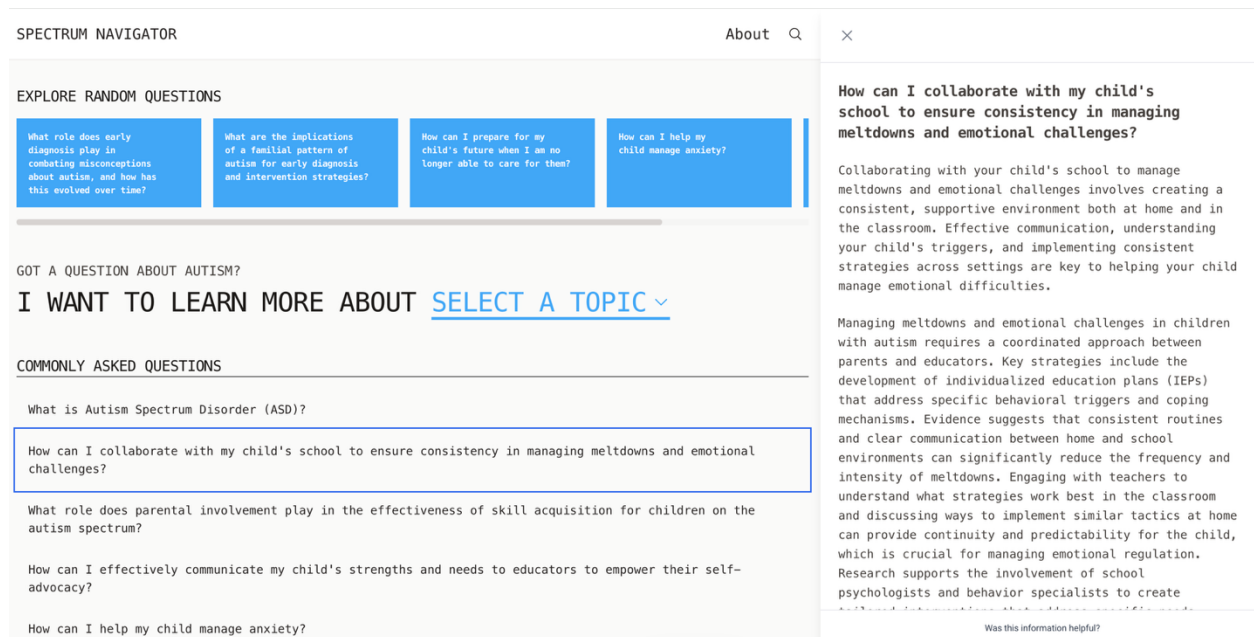 SPECTRUM NAVIGATOR
About
EXPLORE RANDOM QUESTIONS
What role does early
diagnosis play in
combating misconceptions
about autism, and how has
this evolved over time?
What are the implications
of a familial pattern of
autism for early diagnosis
and intervention strategies?
How can I prepare for my
child's future when I am no
longer able to care for them?
How can I help my
child manage anxiety?
GOT A QUESTION ABOUT AUTISM?
I WANT TO LEARN MORE ABOUT SELECT A TOPIC
COMMONLY ASKED QUESTIONS
What is Autism Spectrum Disorder (ASD)?
How can I collaborate with my child's school to ensure consistency in managing meltdowns and emotional
challenges?
What role does parental involvement play in the effectiveness of skill acquisition for children on the
autism spectrum?
How can I effectively communicate my child's strengths and needs to educators to empower their self-
advocacy?
How can I help my child manage anxiety?
How can I collaborate with my child's
school to ensure consistency in managing
meltdowns and emotional challenges?
Collaborating with your child's school to manage
meltdowns and emotional challenges involves creating a
consistent, supportive environment both at home and in
the classroom. Effective communication, understanding
your child's triggers, and implementing consistent
strategies across settings are key to helping your child
manage emotional difficulties.
Managing meltdowns and emotional challenges in children
with autism requires a coordinated approach between
parents and educators. Key strategies include the
development of individualized education plans (IEPs)
that address specific behavioral triggers and coping
mechanisms. Evidence suggests that consistent routines
and clear communication between home and school
environments can significantly reduce the frequency and
intensity of meltdowns. Engaging with teachers to
understand what strategies work best in the classroom
and discussing ways to implement similar tactics at home
can provide continuity and predictability for the child,
which is crucial for managing emotional regulation.
Research supports the involvement of school
psychologists and behavior specialists to create
Was this information helpful?